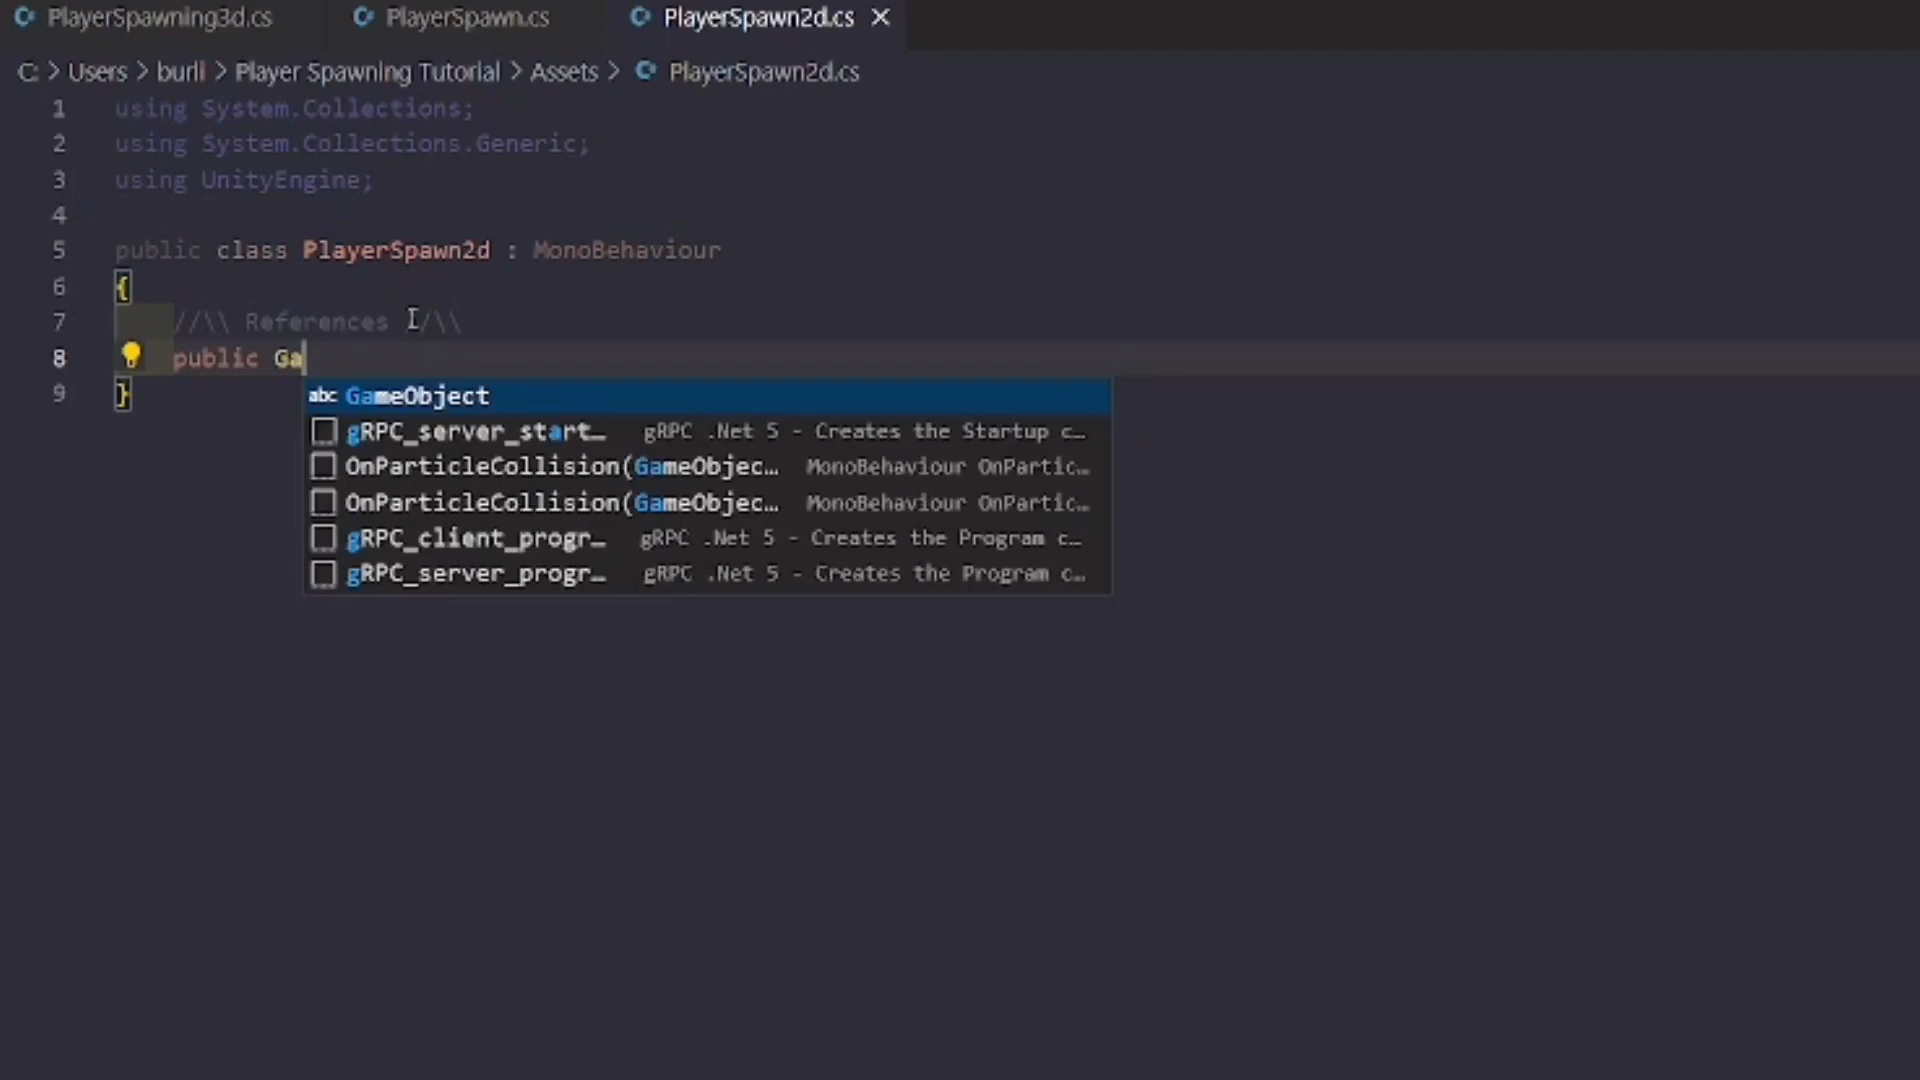 PlayerSpawning3d.cs PlayerSpawn.cs PlayerSpawn2d.cs
C: > Users > burli > Player Spawning Tutorial > Assets > PlayerSpawn2d.cs
1 using System.Collections;
2 using System.Collections.Generic;
3 using UnityEngine;
4
5 public class PlayerSpawn2d : MonoBehaviour
6 {
7 //\\ References //\\
8 public Ga
9 }
abc GameObject
gRPC_server_start… gRPC .Net 5 - Creates the Startup c…
OnParticleCollision(GameObjec… MonoBehaviour OnPartic…
OnParticleCollision(GameObjec… MonoBehaviour OnPartic…
gRPC_client_progr… gRPC .Net 5 - Creates the Program c…
gRPC_server_progr… gRPC .Net 5 - Creates the Program c…